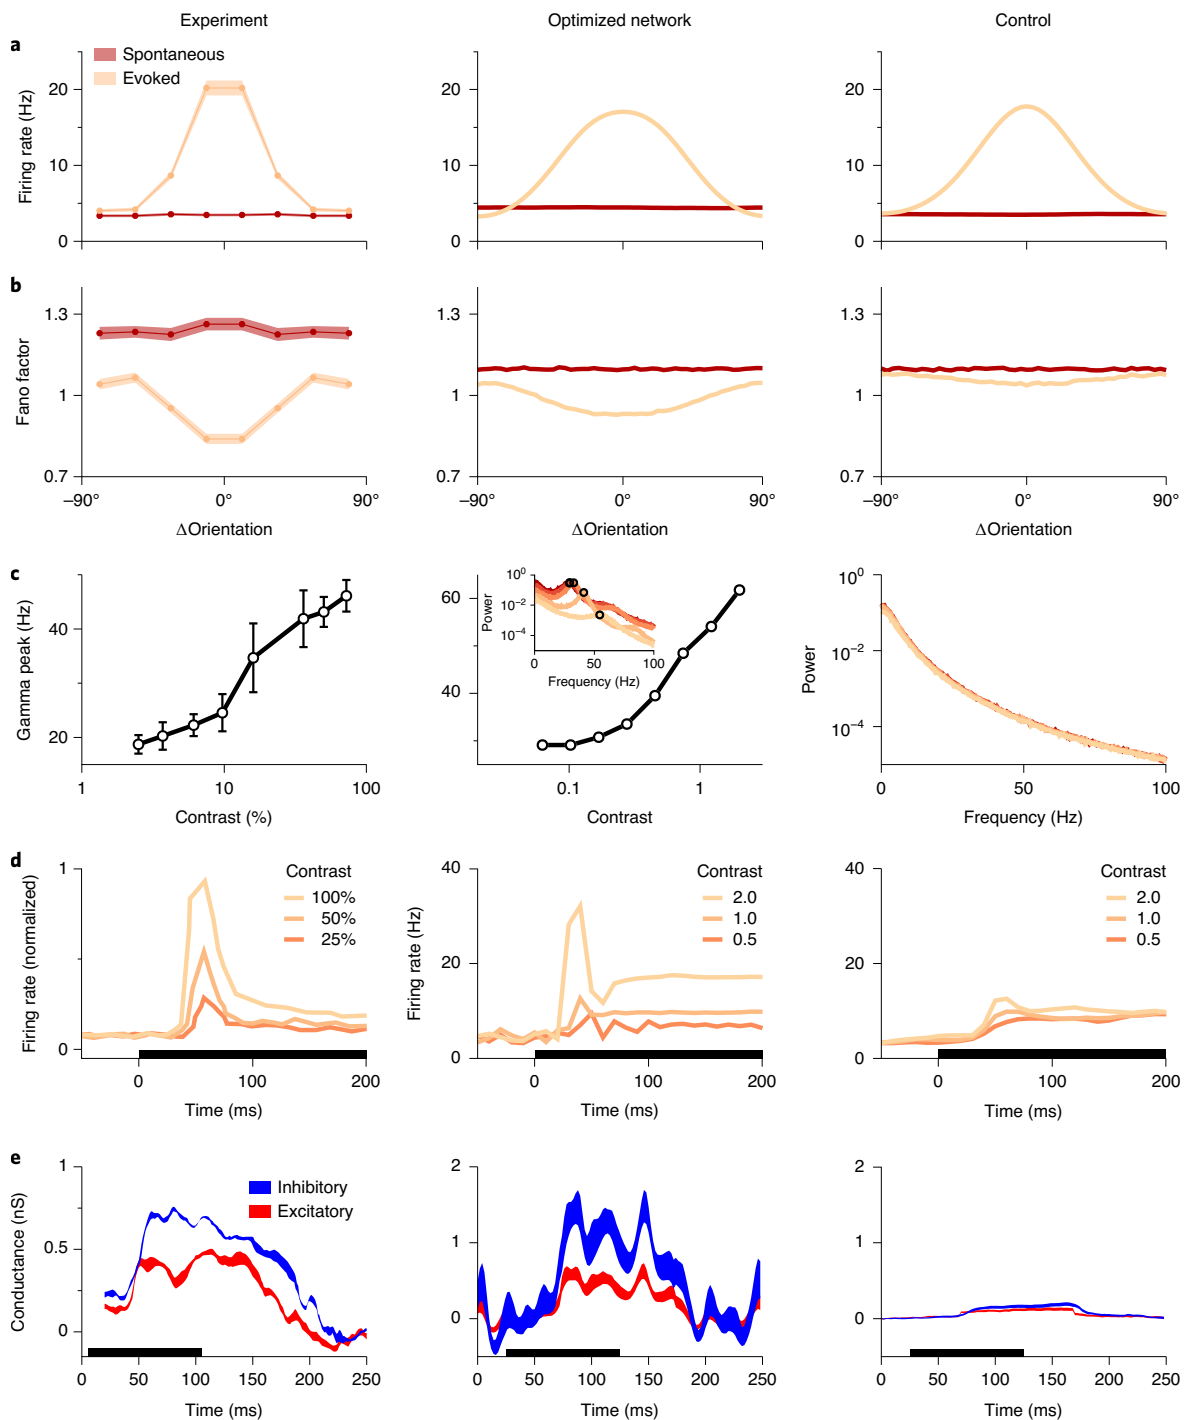 Experiment
Optimized network
Control
a
Spontaneous
Evoked
Firing rate (Hz)
20
10
0
20
10
0
20
10
0
b
Fano factor
1.3
1
0.7
–90°
0°
90°
ΔOrientation
1.3
1
0.7
–90°
0°
90°
ΔOrientation
1.3
1
0.7
–90°
0°
90°
ΔOrientation
c
Gamma peak (Hz)
40
20
1
10
100
Contrast (%)
60
40
0.1
1
Contrast
Power
10^0
10^–2
10^–4
0
50
100
Frequency (Hz)
Power
10^0
10^–2
10^–4
0
50
100
Frequency (Hz)
d
Firing rate (normalized)
1
0
Contrast
100%
50%
25%
0
100
200
Time (ms)
Firing rate (Hz)
40
20
0
Contrast
2.0
1.0
0.5
0
100
200
Time (ms)
40
20
0
Contrast
2.0
1.0
0.5
0
100
200
Time (ms)
e
Conductance (nS)
1
0.5
0
Inhibitory
Excitatory
0
50
100
150
200
250
Time (ms)
2
1
0
0
50
100
150
200
250
Time (ms)
2
1
0
0
50
100
150
200
250
Time (ms)